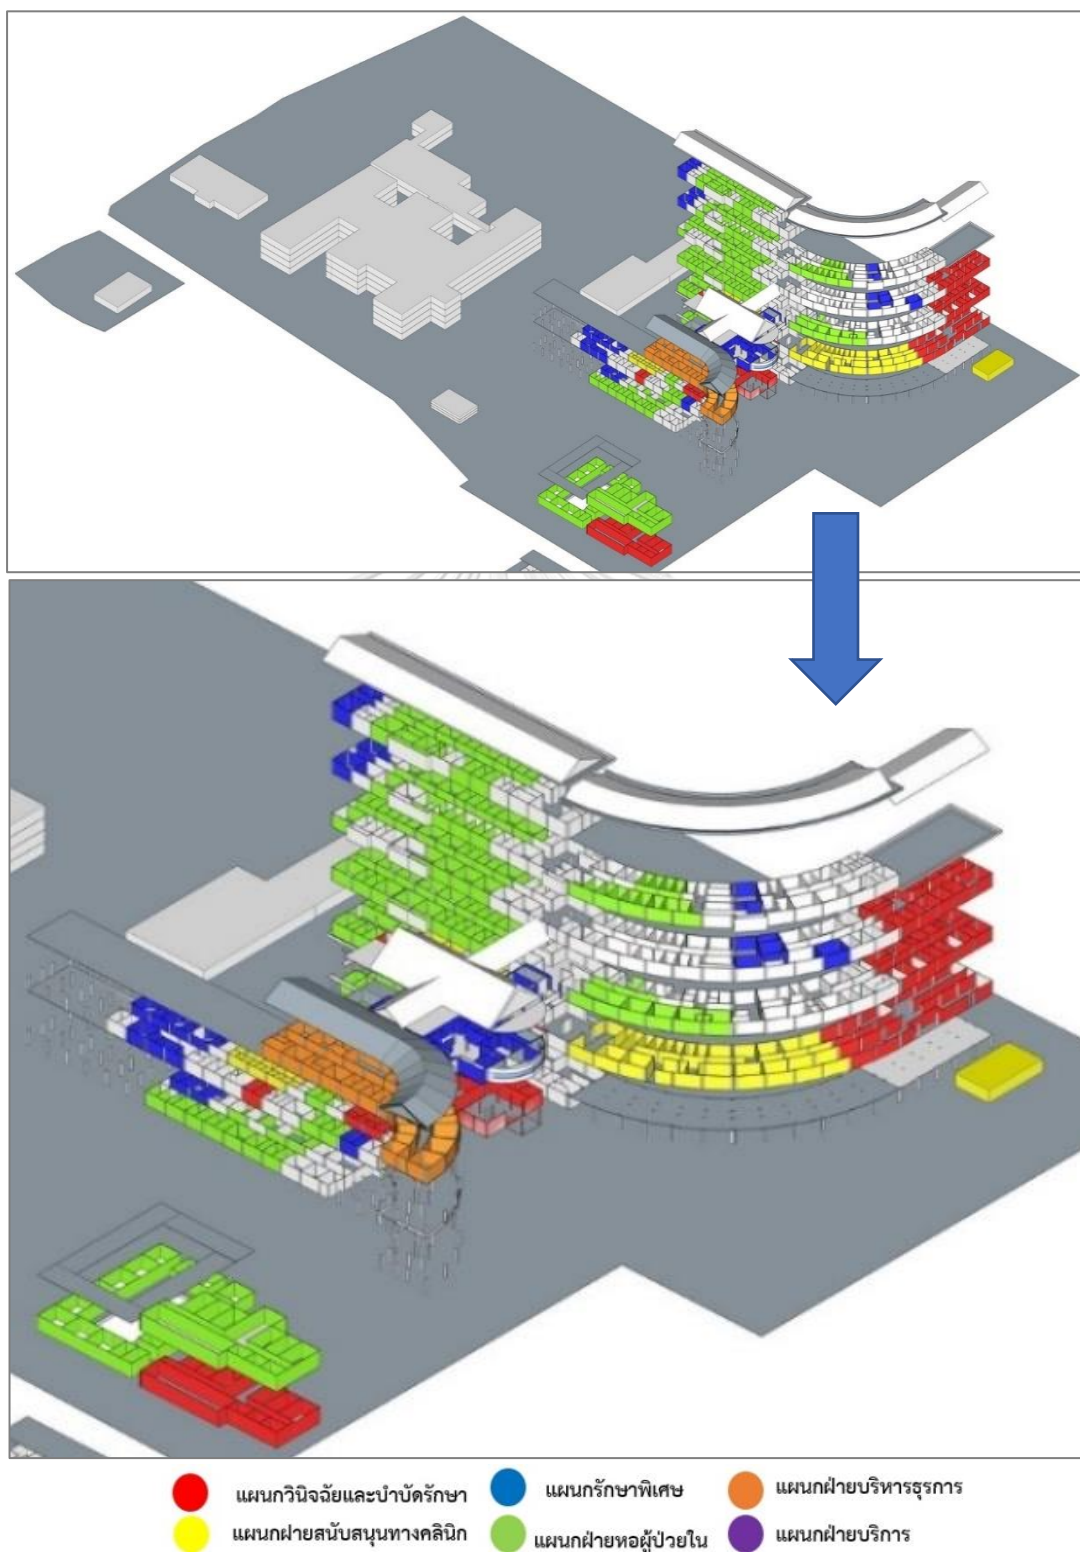 แผนกวินิจฉัยและบำบัดรักษา
แผนกรักษาพิเศษ
แผนกฝ่ายบริหารธุรการ
แผนกฝ่ายสนับสนุนทางคลินิก
แผนกฝ่ายหอผู้ป่วยใน
แผนกฝ่ายบริการ